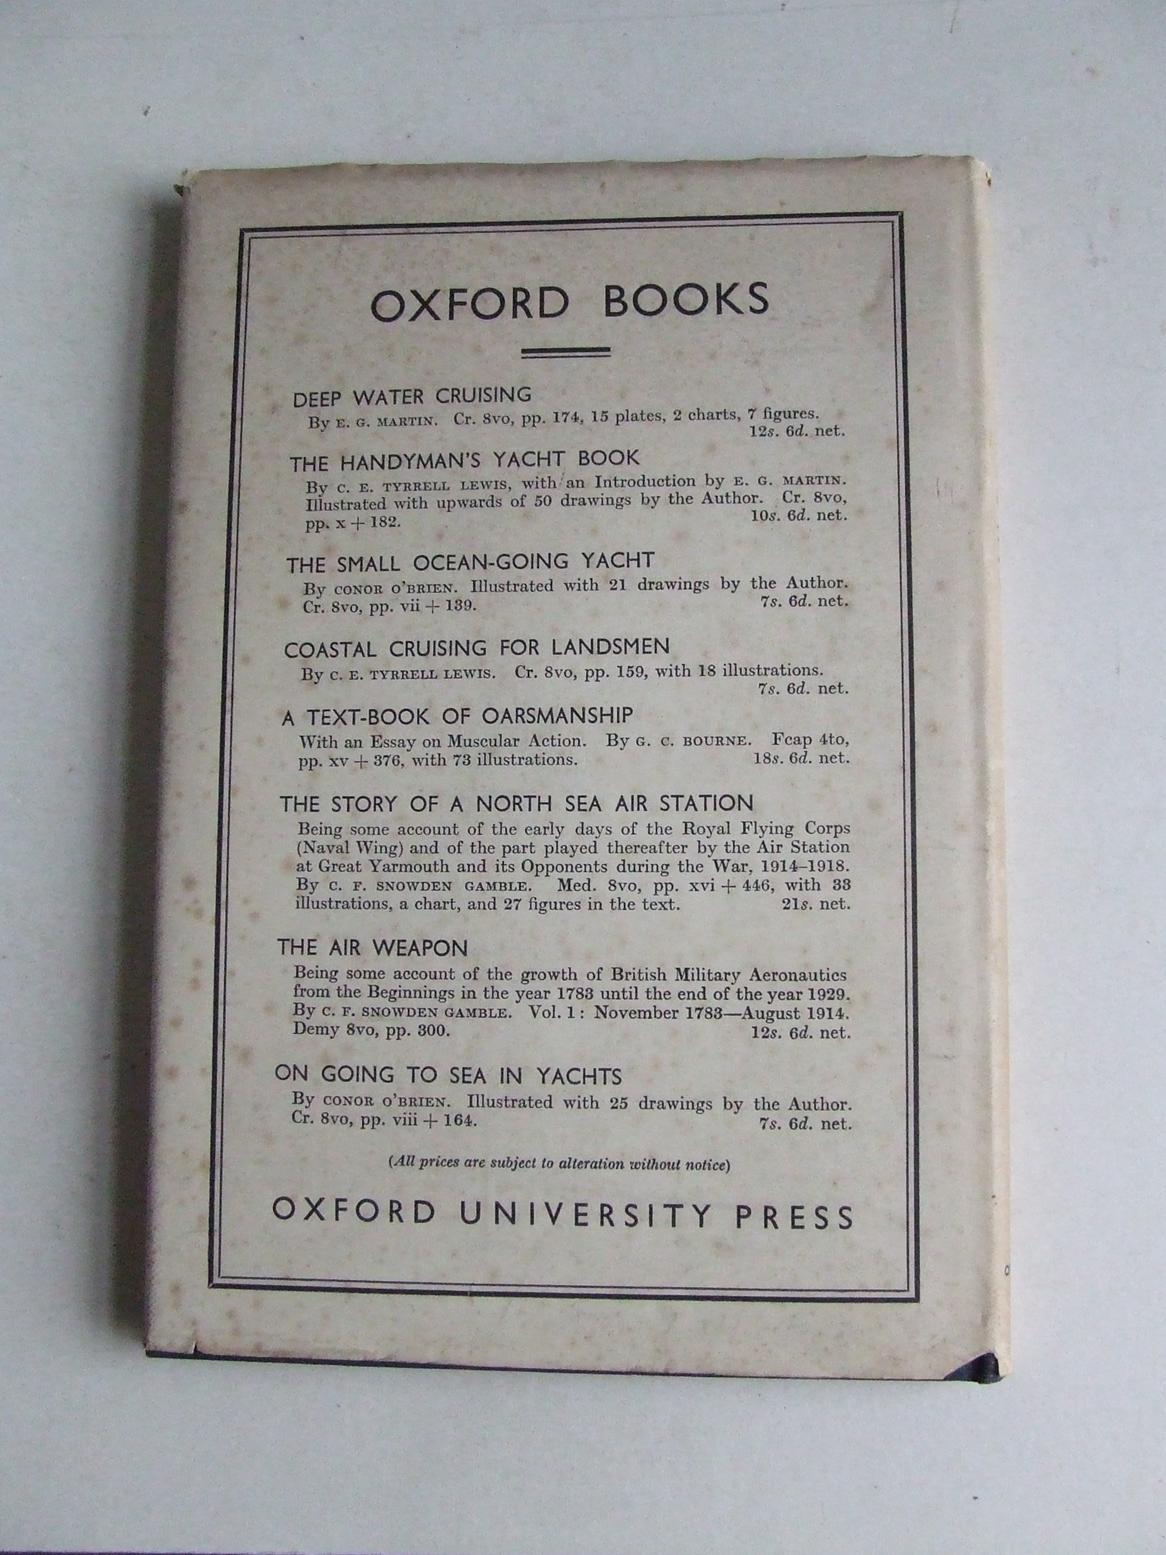 OXFORD BOOKS
DEEP WATER CRUISING
By E. G. MARTIN. Cr. 8vo, pp. 174, 15 plates, 2 charts, 7 figures.
12s. 6d. net.
THE HANDYMAN'S YACHT BOOK
By C. E. TYRRELL LEWIS, with an Introduction by E. G. MARTIN.
Illustrated with upwards of 50 drawings by the Author. Cr. 8vo,
pp. x + 182. 10s. 6d. net.
THE SMALL OCEAN-GOING YACHT
By CONOR O'BRIEN. Illustrated with 21 drawings by the Author.
Cr. 8vo, pp. vii + 139. 7s. 6d. net.
COASTAL CRUISING FOR LANDSMEN
By C. E. TYRRELL LEWIS. Cr. 8vo, pp. 159, with 18 illustrations.
7s. 6d. net.
A TEXT-BOOK OF OARSMANSHIP
With an Essay on Muscular Action. By G. C. BOURNE. Fcap 4to,
pp. xv + 376, with 73 illustrations. 18s. 6d. net.
THE STORY OF A NORTH SEA AIR STATION
Being some account of the early days of the Royal Flying Corps
(Naval Wing) and of the part played thereafter by the Air Station
at Great Yarmouth and its Opponents during the War, 1914–1918.
By C. F. SNOWDEN GAMBLE. Med. 8vo, pp. xvi + 446, with 33
illustrations, a chart, and 27 figures in the text. 21s. net.
THE AIR WEAPON
Being some account of the growth of British Military Aeronautics
from the Beginnings in the year 1783 until the end of the year 1929.
By C. F. SNOWDEN GAMBLE. Vol. 1 : November 1783—August 1914.
Demy 8vo, pp. 300. 12s. 6d. net.
ON GOING TO SEA IN YACHTS
By CONOR O'BRIEN. Illustrated with 25 drawings by the Author.
Cr. 8vo, pp. viii + 164. 7s. 6d. net.
(All prices are subject to alteration without notice)
OXFORD UNIVERSITY PRESS